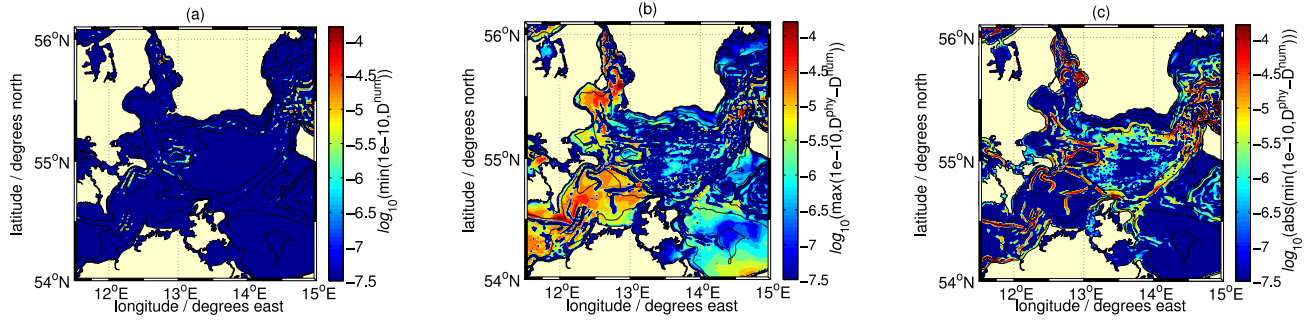 (a)
56°N
55°N
54°N
12°E 13°E 14°E 15°E
longitude / degrees east
latitude / degrees north
−4
−4.5
−5
−5.5
−6
−6.5
−7
−7.5
log10(min(1e−10,D^num))
(b)
56°N
55°N
54°N
12°E 13°E 14°E 15°E
longitude / degrees east
latitude / degrees north
−4
−4.5
−5
−5.5
−6
−6.5
−7
−7.5
log10(max(1e−10,D^phy−D^num))
(c)
56°N
55°N
54°N
12°E 13°E 14°E 15°E
longitude / degrees east
latitude / degrees north
−4
−4.5
−5
−5.5
−6
−6.5
−7
−7.5
log10(abs(min(1e−10,D^phy−D^num)))